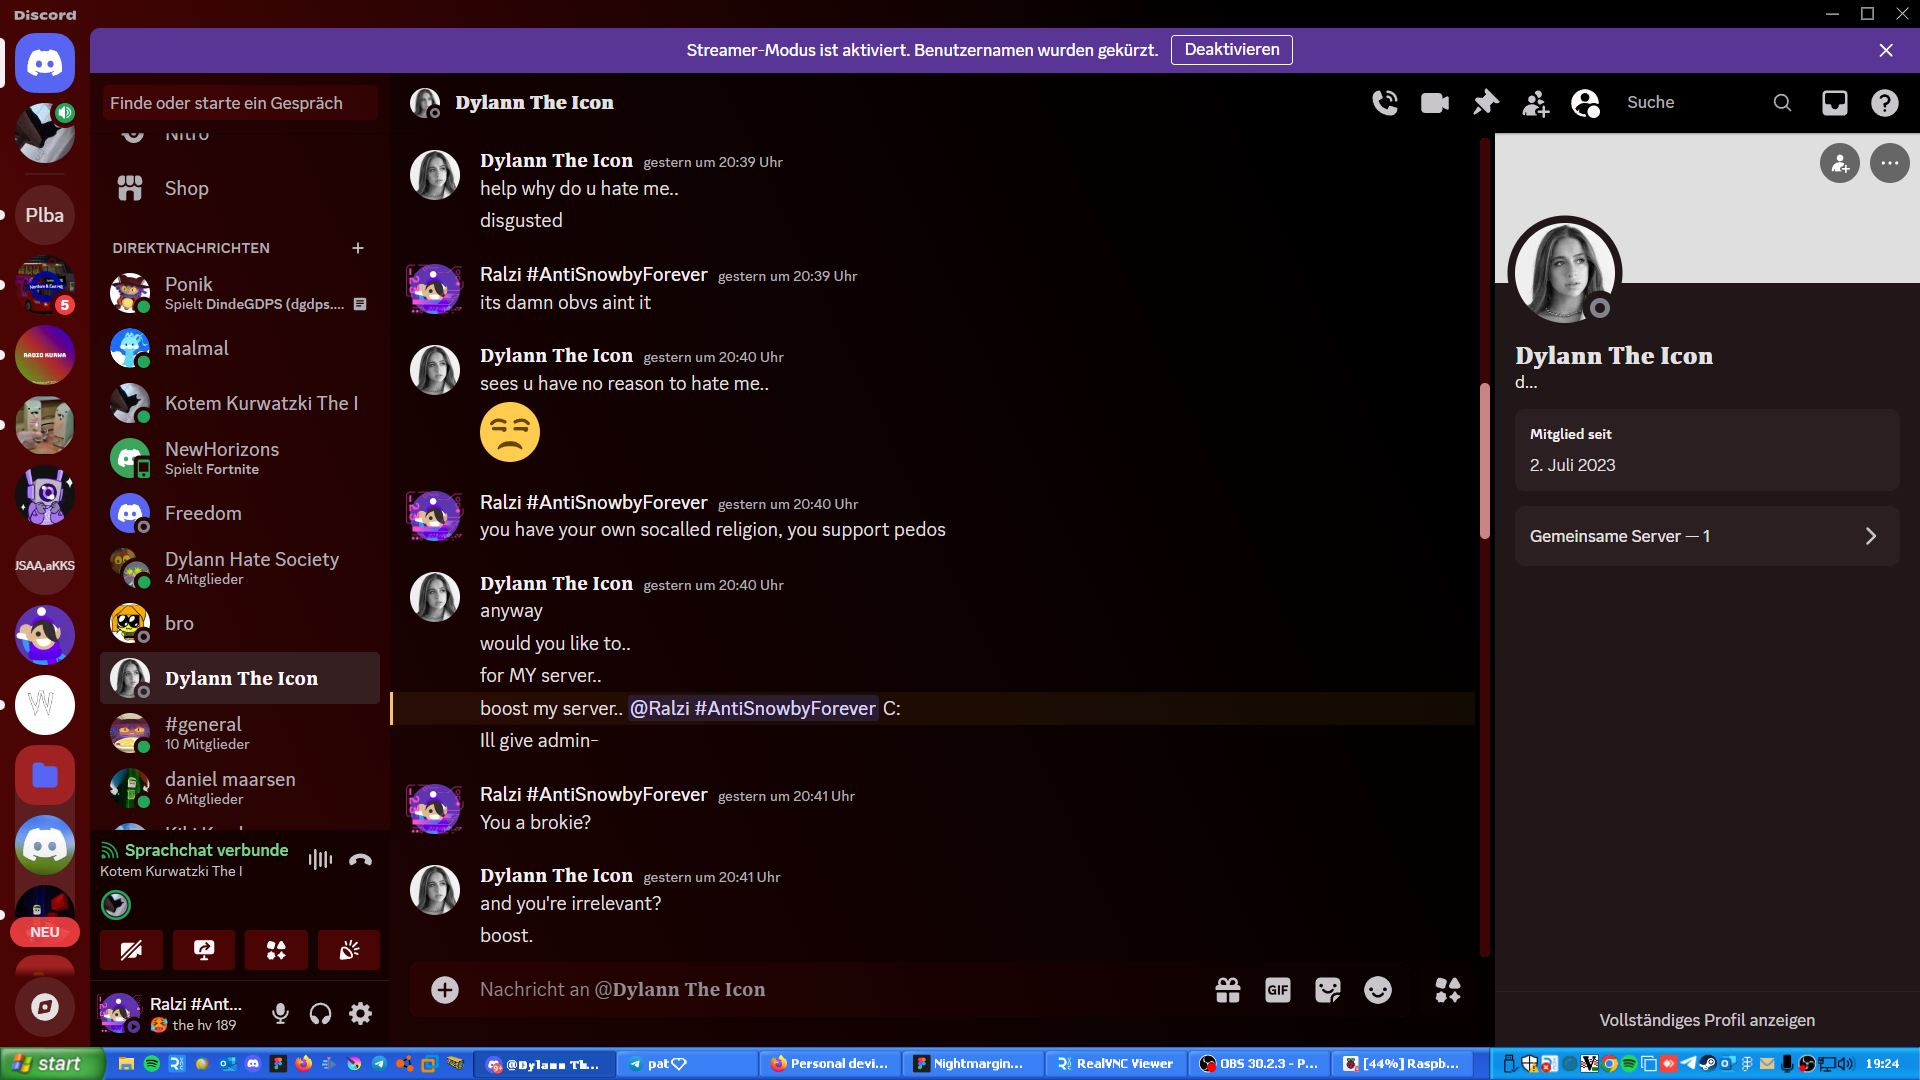 Discord
Streamer-Modus ist aktiviert. Benutzernamen wurden gekürzt.
Deaktivieren
Plba
5
RADIO KURWA
JSAA,aKKS
NEU
Finde oder starte ein Gespräch
Nitro
Shop
DIREKTNACHRICHTEN
Ponik
Spielt DindeGDPS (dgdps....
malmal
Kotem Kurwatzki The I
NewHorizons
Spielt Fortnite
Freedom
Dylann Hate Society
4 Mitglieder
bro
Dylann The Icon
#general
10 Mitglieder
daniel maarsen
6 Mitglieder
Sprachchat verbunde
Kotem Kurwatzki The I
Ralzi #Ant...
the hv 189
Dylann The Icon
Suche
Dylann The Icon gestern um 20:39 Uhr
help why do u hate me..
disgusted
Ralzi #AntiSnowbyForever gestern um 20:39 Uhr
its damn obvs aint it
Dylann The Icon gestern um 20:40 Uhr
sees u have no reason to hate me..
Ralzi #AntiSnowbyForever gestern um 20:40 Uhr
you have your own socalled religion, you support pedos
Dylann The Icon gestern um 20:40 Uhr
anyway
would you like to..
for MY server..
boost my server.. @Ralzi #AntiSnowbyForever C:
Ill give admin-
Ralzi #AntiSnowbyForever gestern um 20:41 Uhr
You a brokie?
Dylann The Icon gestern um 20:41 Uhr
and you're irrelevant?
boost.
Nachricht an @Dylann The Icon
GIF
Dylann The Icon
d...
Mitglied seit
2. Juli 2023
Gemeinsame Server — 1
Vollständiges Profil anzeigen
start
@Dylann Th...
pat♡
Personal devi...
Nightmargin...
RealVNC Viewer
OBS 30.2.3 - P...
[44%] Raspb...
19:24